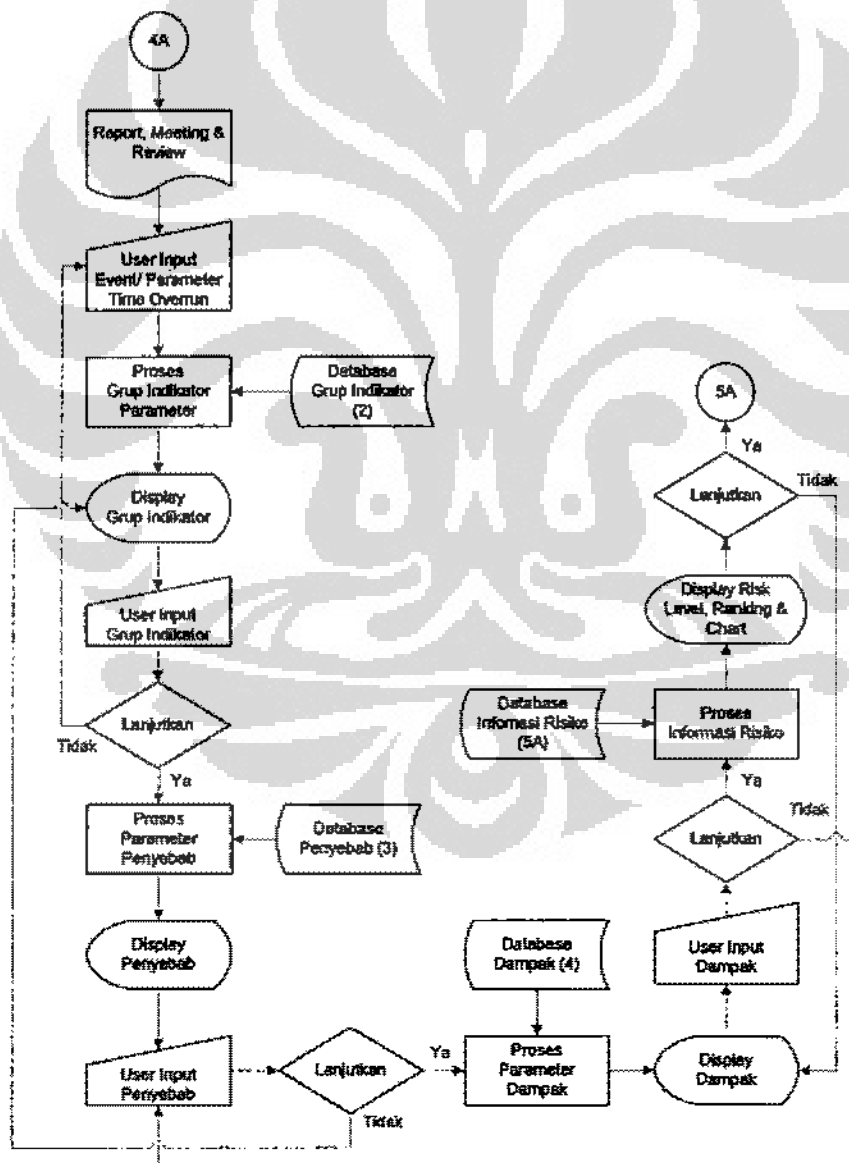 4A
Report, Meeting &
Review
User Input
Event/ Parameter
Time Overrun
Proses
Grup Indikator
Parameter
Database
Grup Indikator
(2)
Display
Grup Indikator
User Input
Grup Indikator
Lanjutkan
Tidak
Ya
Proses
Parameter
Penyebab
Database
Penyebab (3)
Display
Penyebab
User Input
Penyebab
Lanjutkan
Ya
Tidak
Database
Dampak (4)
Proses
Parameter
Dampak
Display
Dampak
User Input
Dampak
Lanjutkan
Tidak
Ya
Database
Infomasi Risiko
(5A)
Proses
Informasi Risiko
Display Risk
Level, Ranking &
Chart
Lanjutkan
Tidak
Ya
5A